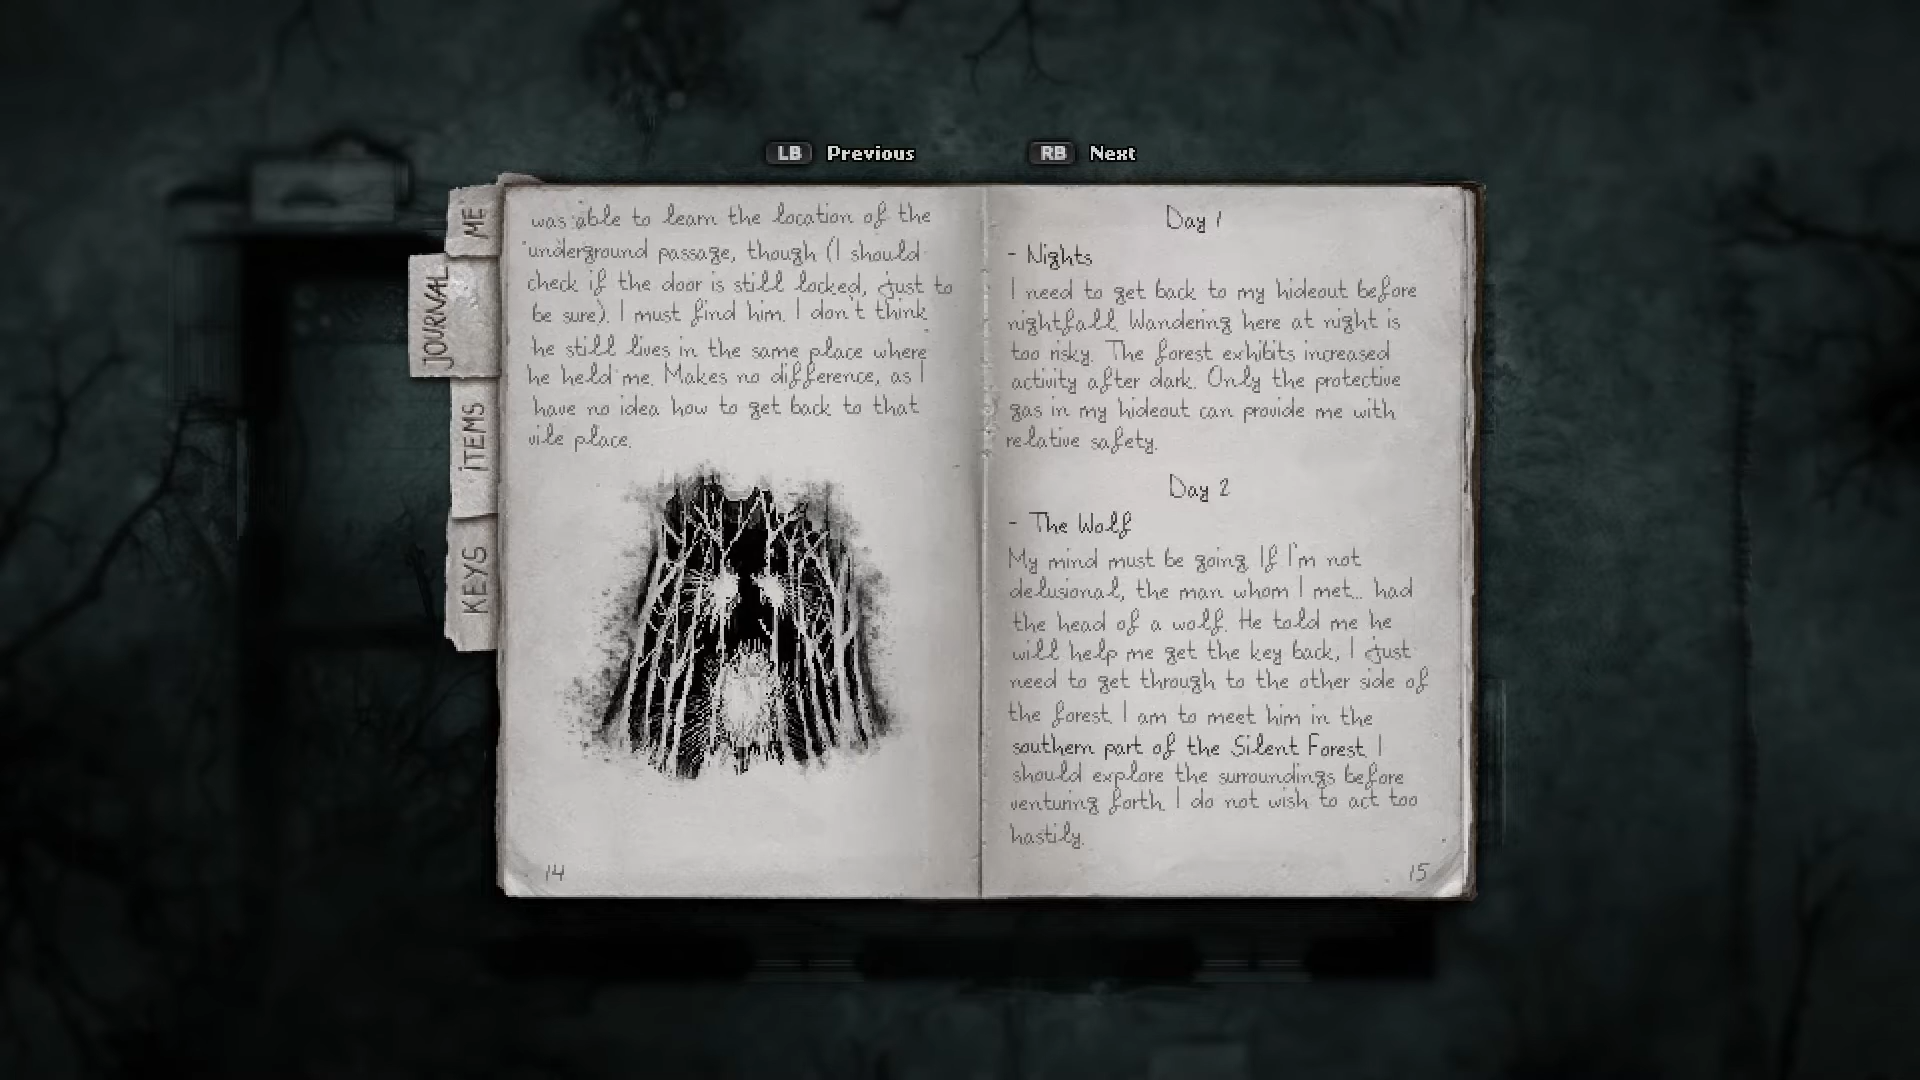 LB Previous
RB Next
ME
JOURNAL
ITEMS
KEYS
was able to learn the location of the
underground passage, though (I should
check if the door is still locked, just to
be sure). I must find him. I don't think
he still lives in the same place where
he held me. Makes no difference, as I
have no idea how to get back to that
vile place.
14
Day 1
- Nights
I need to get back to my hideout before
nightfall. Wandering here at night is
too risky. The forest exhibits increased
activity after dark. Only the protective
gas in my hideout can provide me with
relative safety.
Day 2
- The Wolf
My mind must be going. If I'm not
delusional, the man whom I met... had
the head of a wolf. He told me he
will help me get the key back, I just
need to get through to the other side of
the forest. I am to meet him in the
southern part of the Silent Forest. I
should explore the surroundings before
venturing forth. I do not wish to act too
hastily.
15